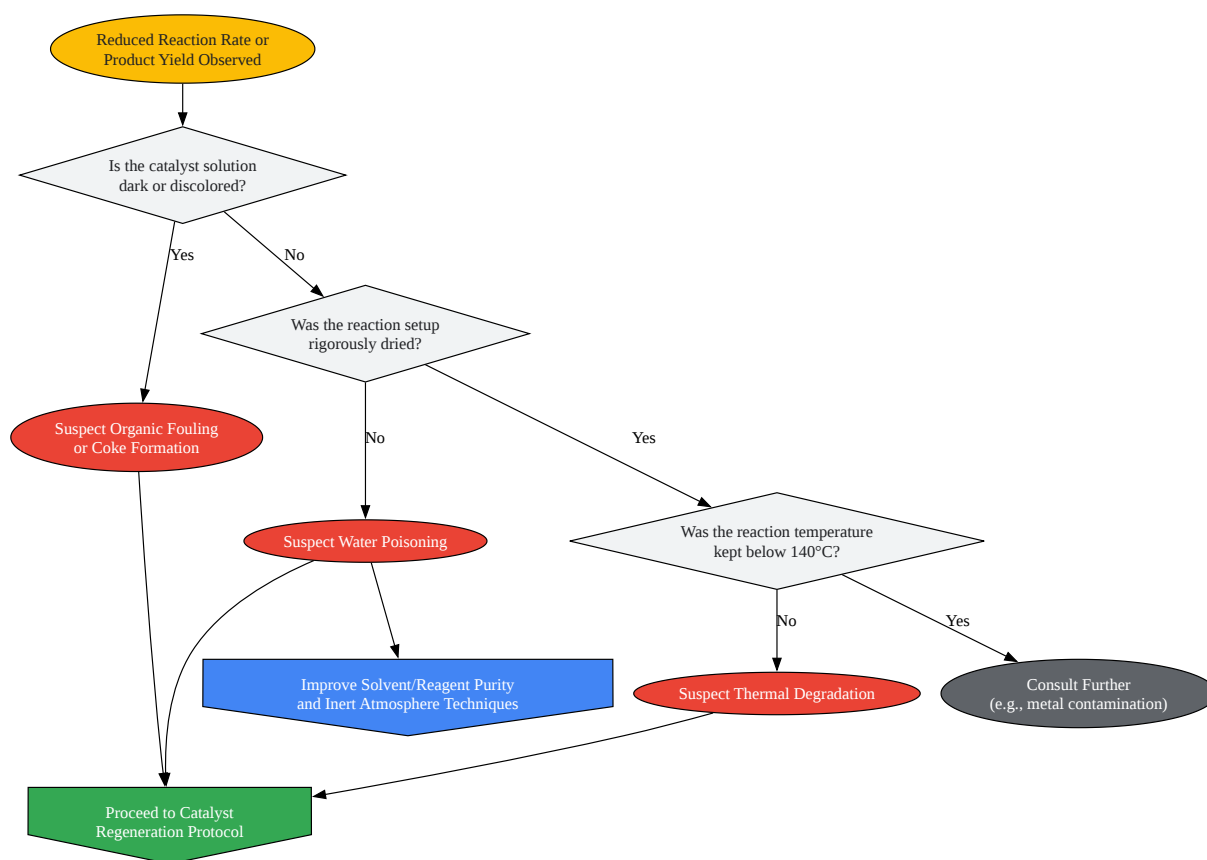 Reduced Reaction Rate or
Product Yield Observed
Is the catalyst solution
dark or discolored?
Yes
No
Was the reaction setup
rigorously dried?
Suspect Organic Fouling
or Coke Formation
No
Yes
Suspect Water Poisoning
Was the reaction temperature
kept below 140°C?
No
Yes
Improve Solvent/Reagent Purity
and Inert Atmosphere Techniques
Suspect Thermal Degradation
Consult Further
(e.g., metal contamination)
Proceed to Catalyst
Regeneration Protocol